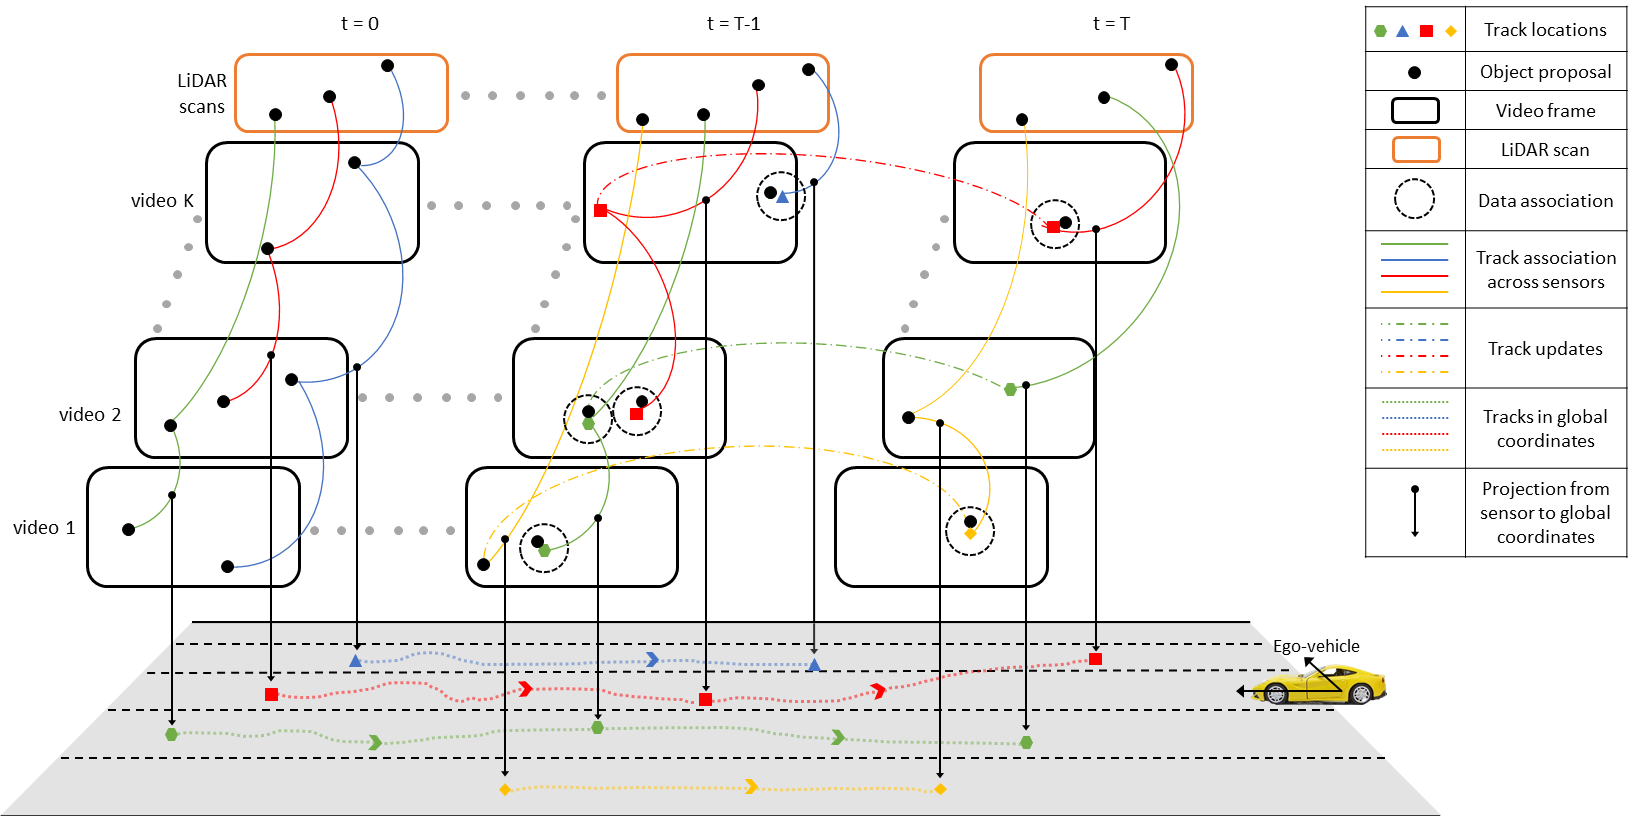 t = 0
t = T-1
t = T
LiDAR
scans
video K
video 2
video 1
Ego-vehicle
Track locations
Object proposal
Video frame
LiDAR scan
Data association
Track association
across sensors
Track updates
Tracks in global
coordinates
Projection from
sensor to global
coordinates